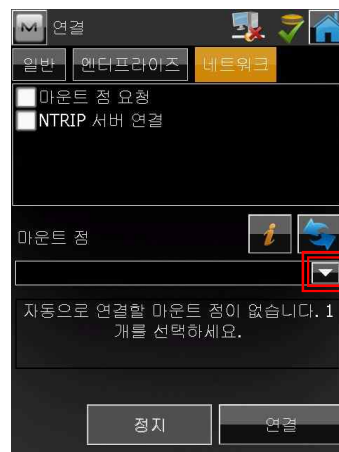 연결
일반 엔터프라이즈 네트워크
마운트 점 요청
NTRIP 서버 연결
마운트 점
자동으로 연결할 마운트 점이 없습니다. 1
개를 선택하세요.
정지 연결